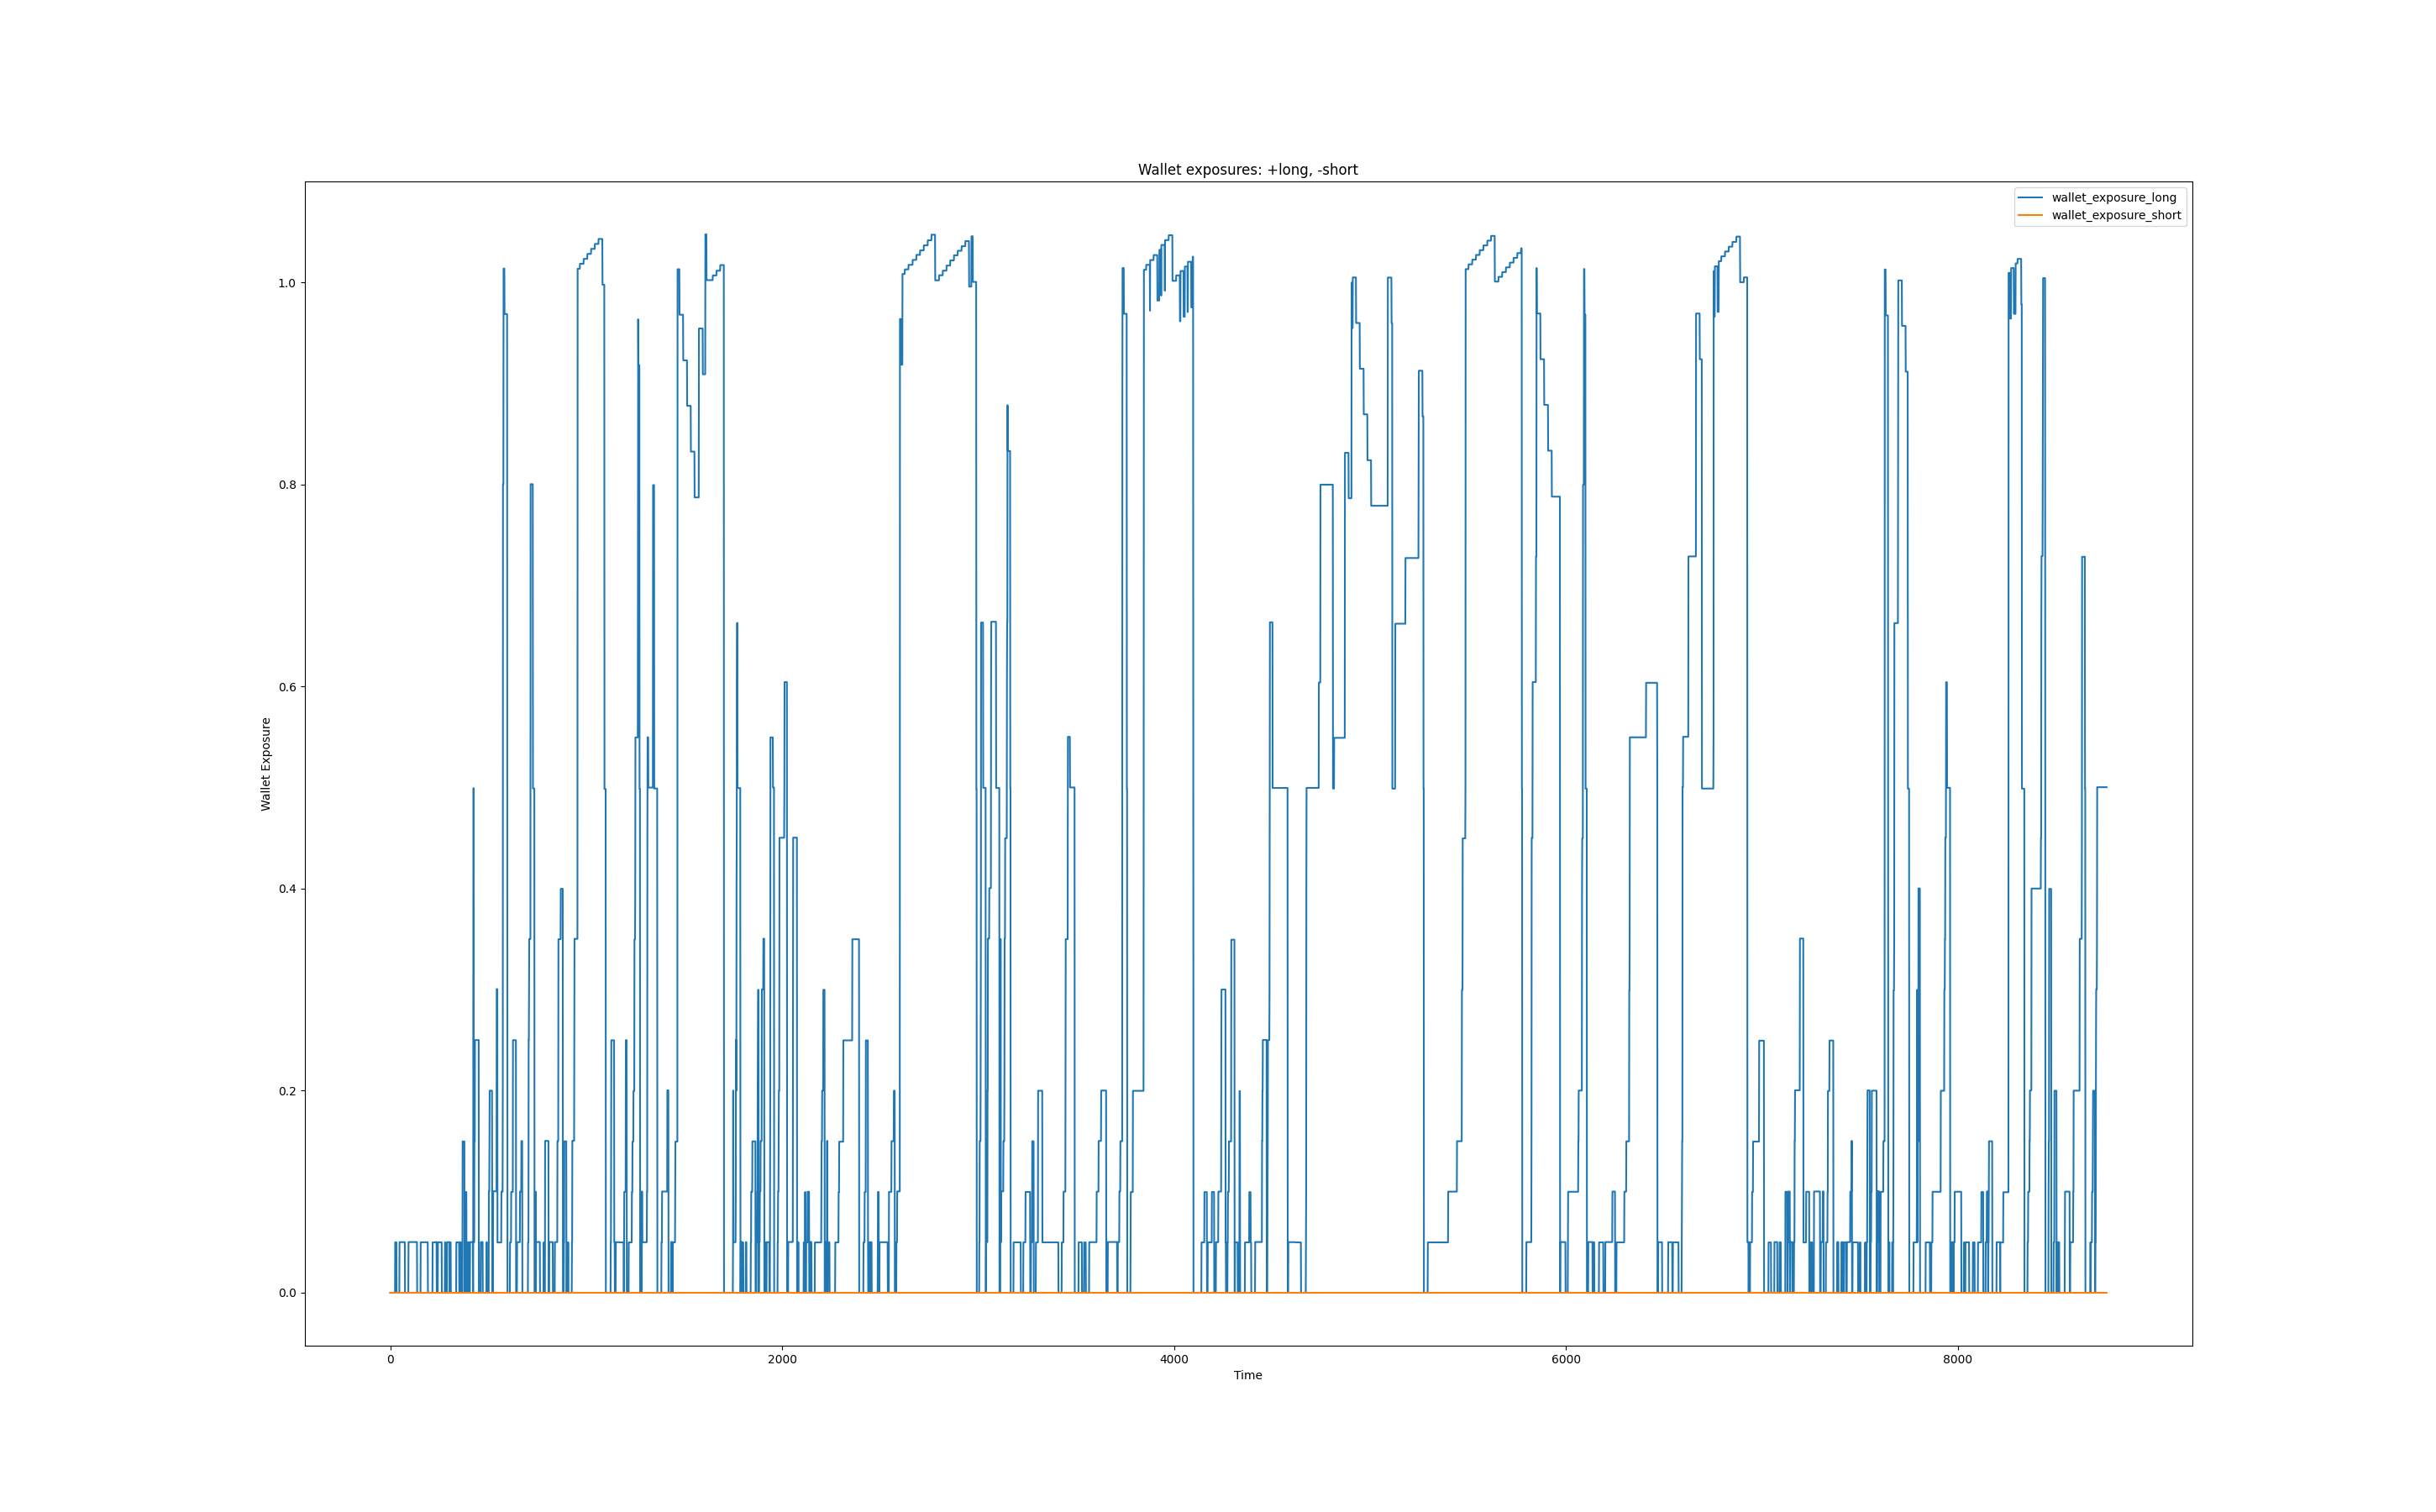 Wallet exposures: +long, -short
wallet_exposure_long
wallet_exposure_short
1.0
0.8
0.6
0.4
0.2
0.0
Wallet Exposure
0 2000 4000 6000 8000
Time